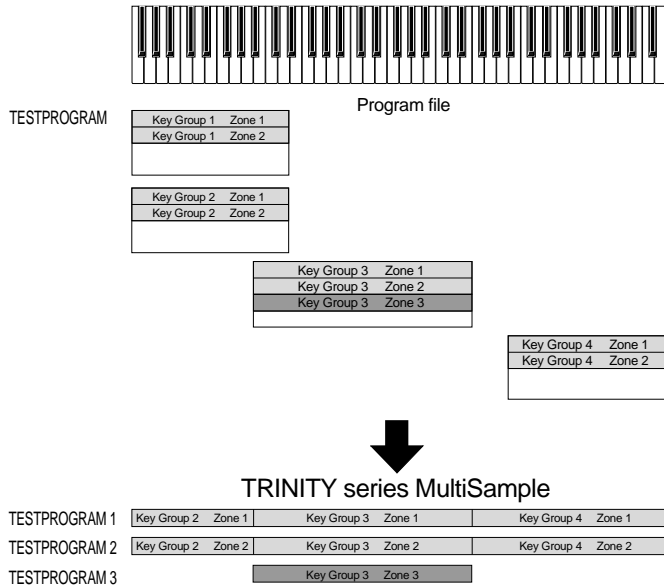 Program file
TESTPROGRAM
Key Group 1 Zone 1
Key Group 1 Zone 2
Key Group 2 Zone 1
Key Group 2 Zone 2
Key Group 3 Zone 1
Key Group 3 Zone 2
Key Group 3 Zone 3
Key Group 4 Zone 1
Key Group 4 Zone 2
TRINITY series MultiSample
TESTPROGRAM 1 Key Group 2 Zone 1 Key Group 3 Zone 1 Key Group 4 Zone 1
TESTPROGRAM 2 Key Group 2 Zone 2 Key Group 3 Zone 2 Key Group 4 Zone 2
TESTPROGRAM 3 Key Group 3 Zone 3